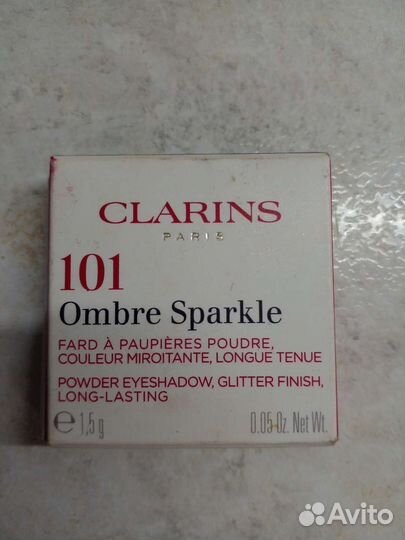 CLARINS
PARIS
101
Ombre Sparkle
FARD À PAUPIÈRES POUDRE,
COULEUR MIROITANTE, LONGUE TENUE
POWDER EYESHADOW, GLITTER FINISH,
LONG-LASTING
℮ 1,5 g 0.05 Oz. Net Wt.
Avito